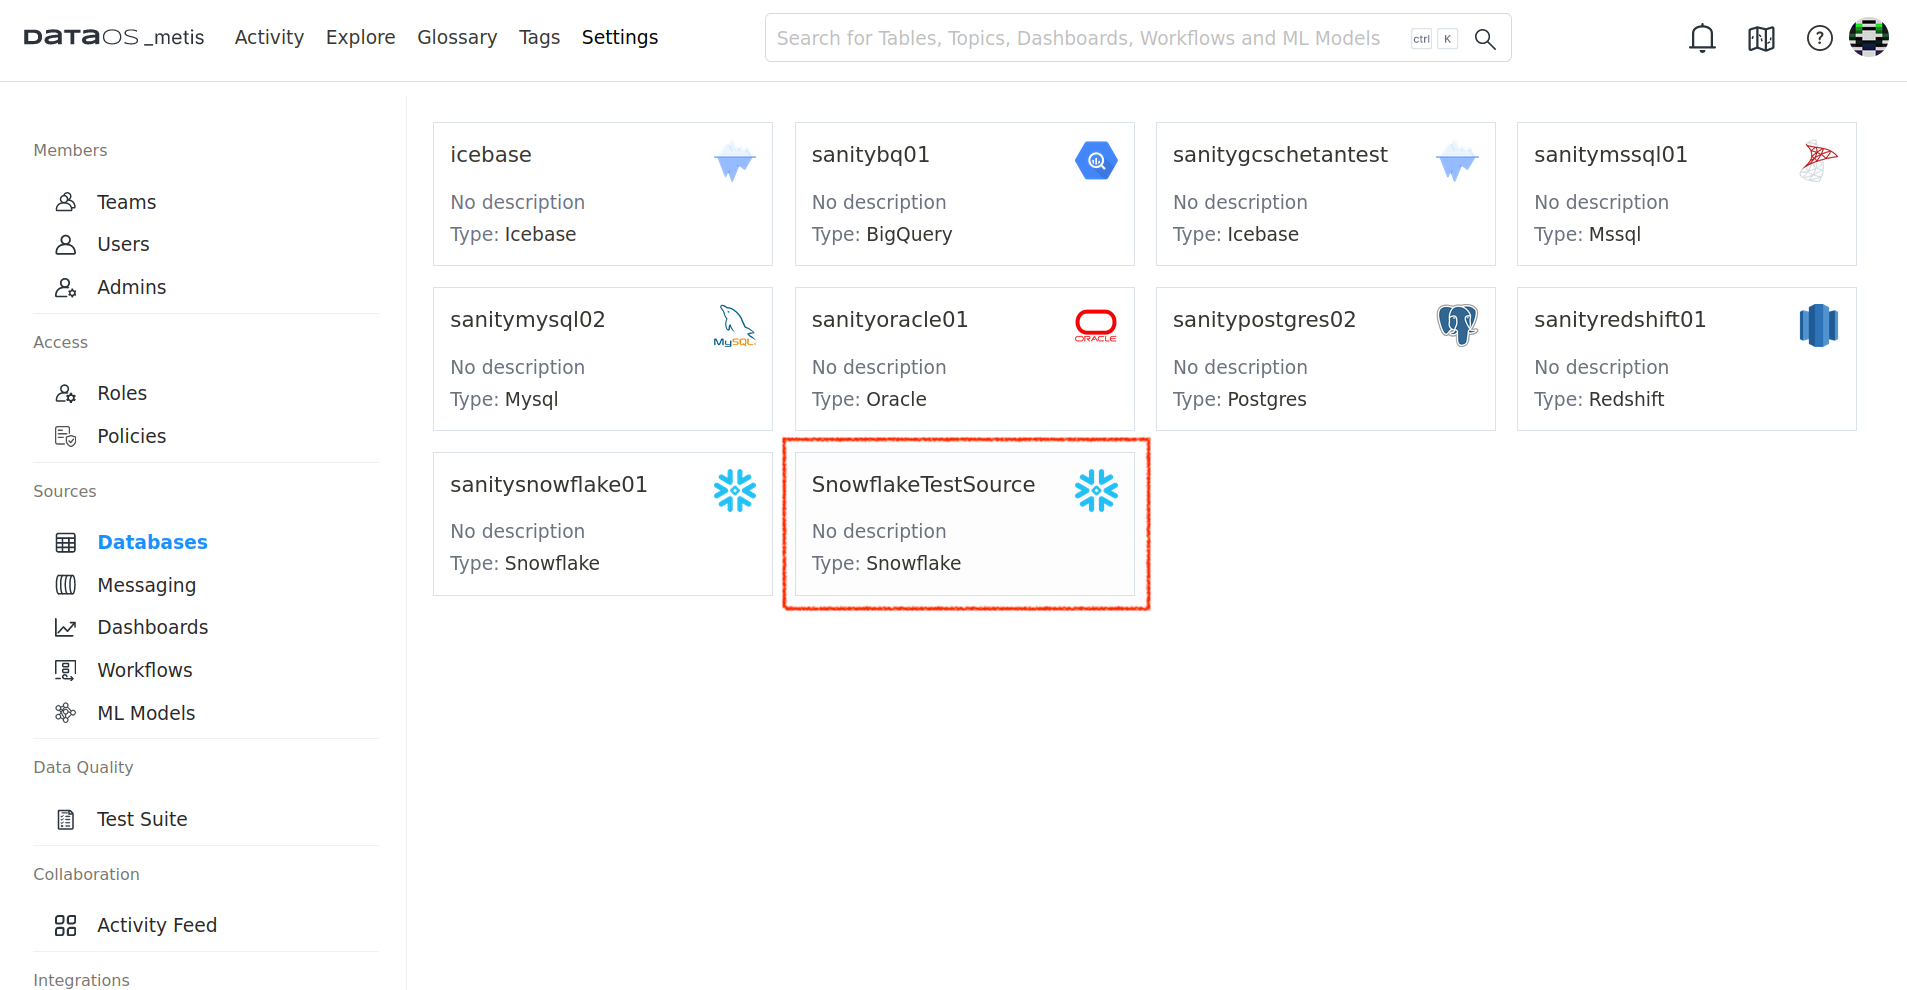 DATAOS _metis Activity Explore Glossary Tags Settings Search for Tables, Topics, Dashboards, Workflows and ML Models ctrl K ?
Members
Teams
Users
Admins
Access
Roles
Policies
Sources
Databases
Messaging
Dashboards
Workflows
ML Models
Data Quality
Test Suite
Collaboration
Activity Feed
Integrations
icebase
No description
Type: Icebase
sanitybq01
No description
Type: BigQuery
sanitygcschetantest
No description
Type: Icebase
sanitymssql01
No description
Type: Mssql
sanitymysql02
MySQL
No description
Type: Mysql
sanityoracle01
ORACLE
No description
Type: Oracle
sanitypostgres02
No description
Type: Postgres
sanityredshift01
No description
Type: Redshift
sanitysnowflake01
No description
Type: Snowflake
SnowflakeTestSource
No description
Type: Snowflake